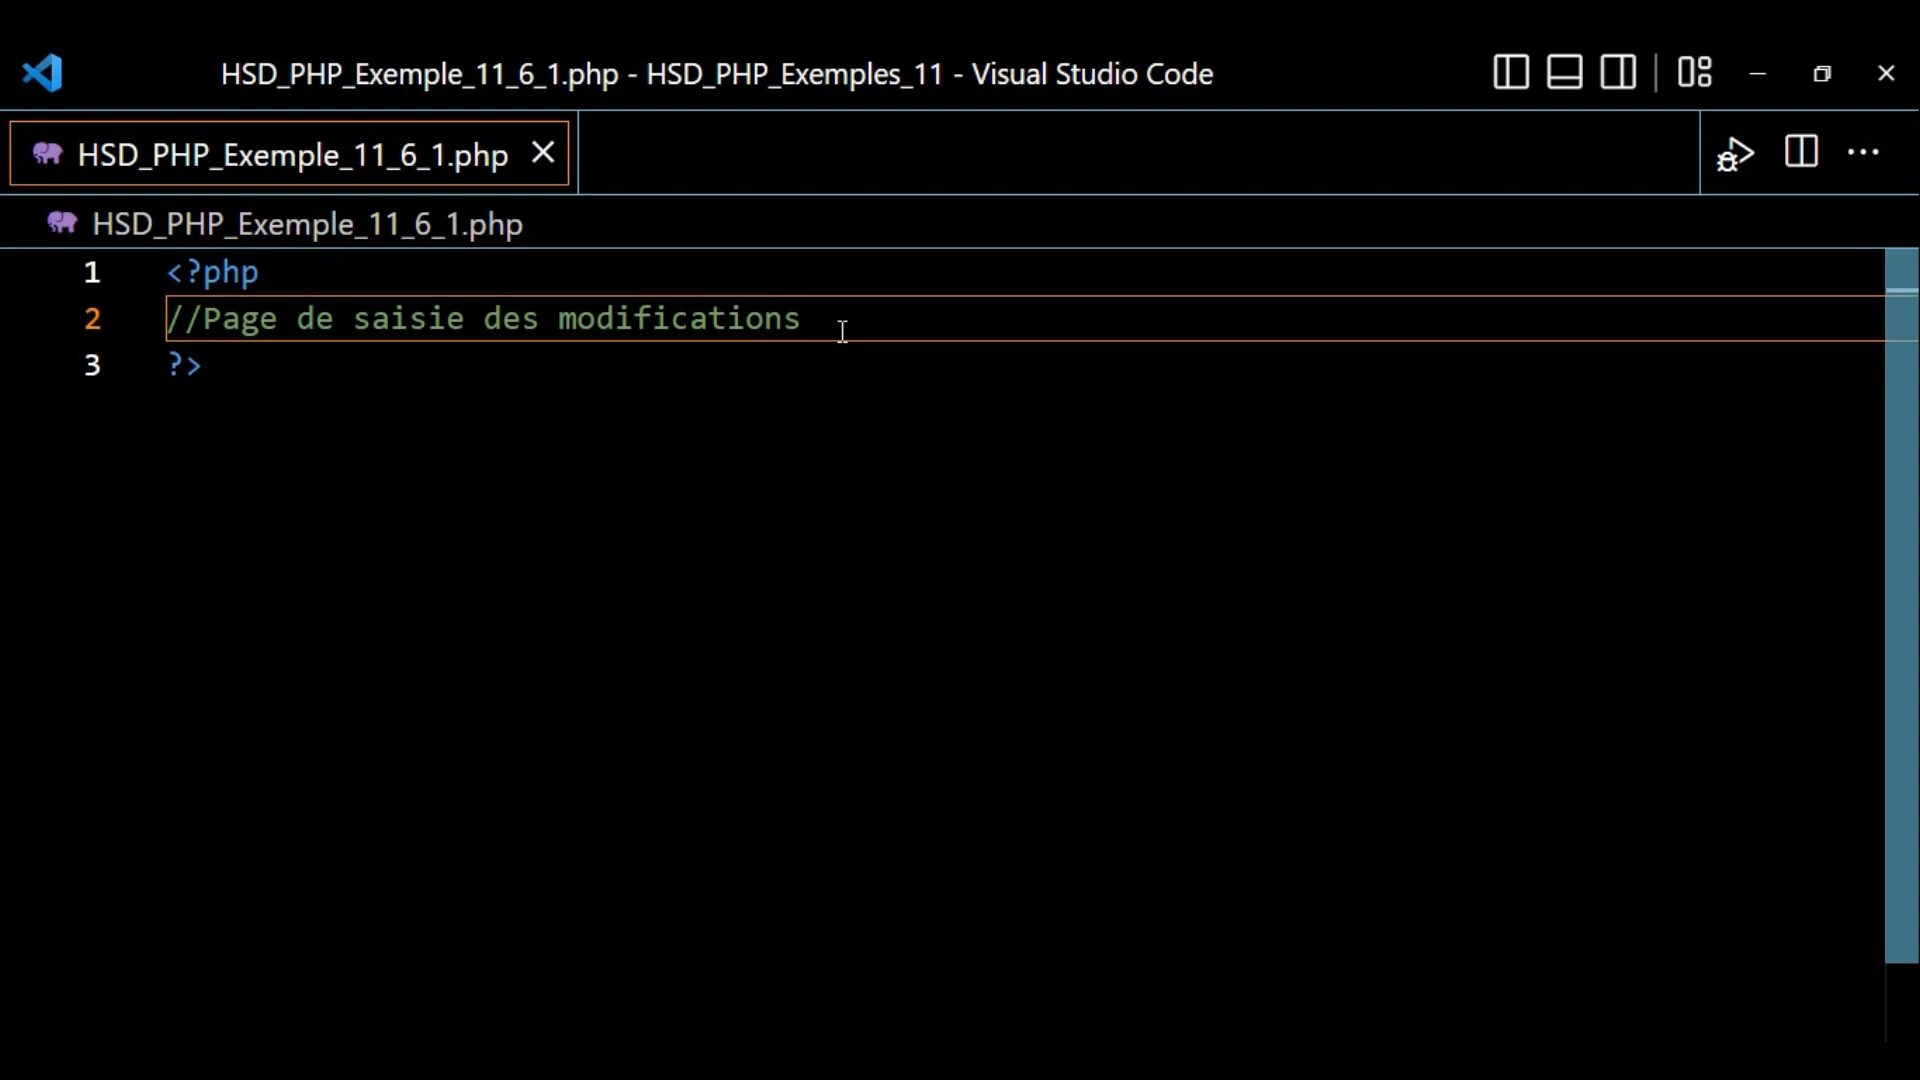 HSD_PHP_Exemple_11_6_1.php - HSD_PHP_Exemples_11 - Visual Studio Code
HSD_PHP_Exemple_11_6_1.php
HSD_PHP_Exemple_11_6_1.php
1 <?php
2 //Page de saisie des modifications
3 ?>